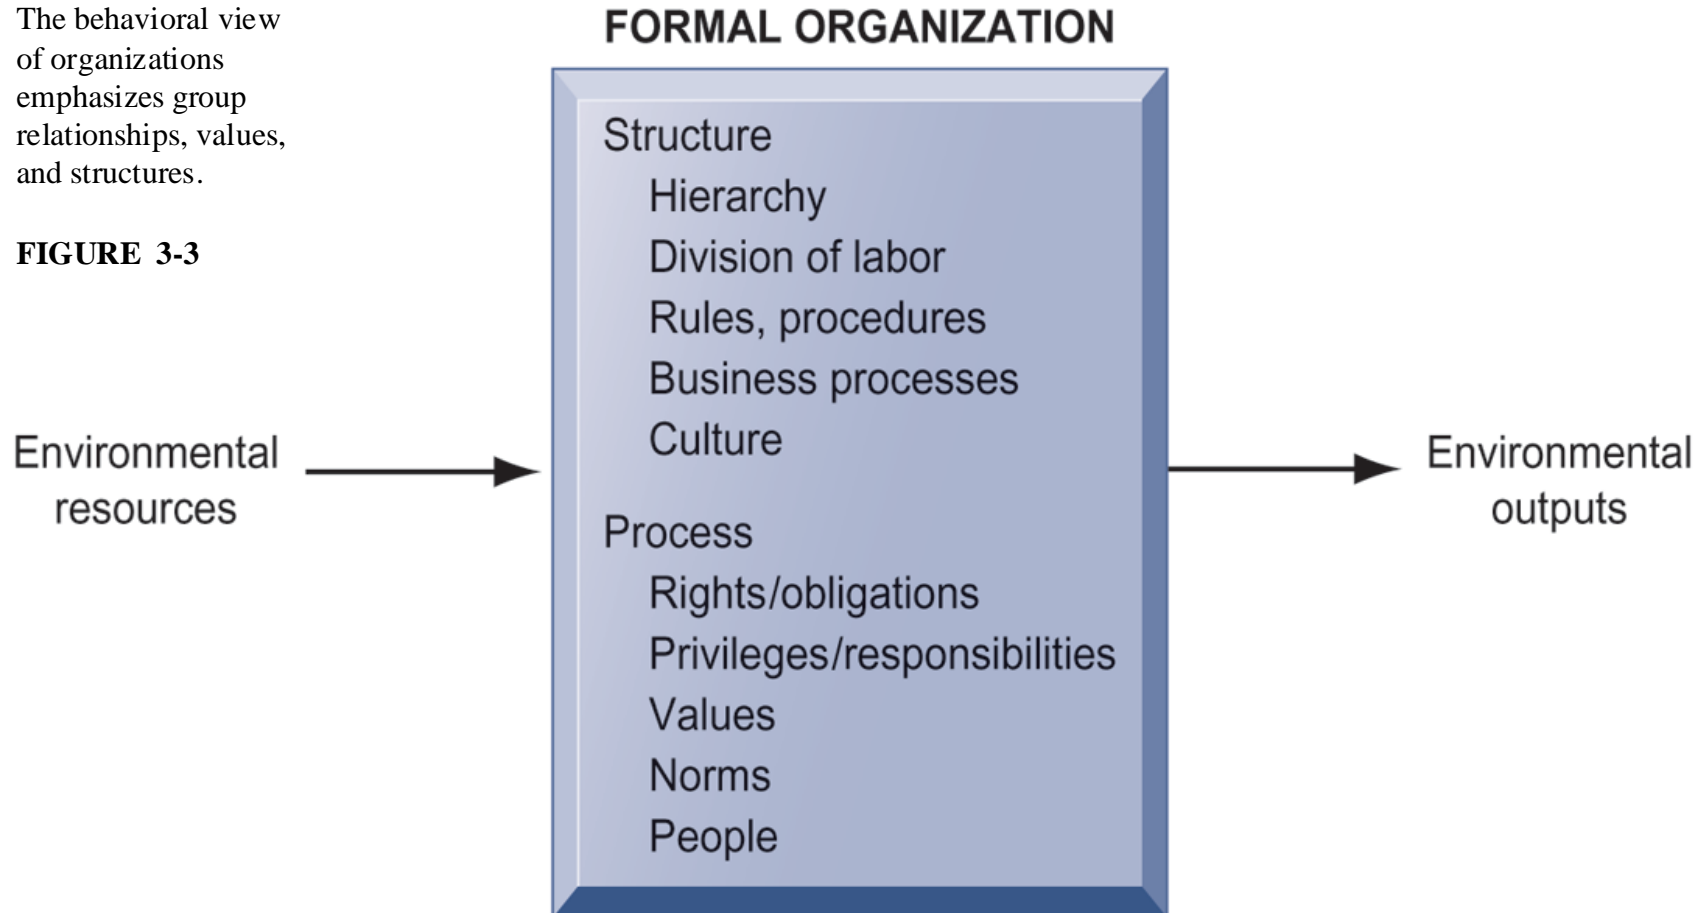 The behavioral view
of organizations
emphasizes group
relationships, values,
and structures.
FIGURE 3-3
FORMAL ORGANIZATION
Environmental
resources
Structure
Hierarchy
Division of labor
Rules, procedures
Business processes
Culture
Process
Rights/obligations
Privileges/responsibilities
Values
Norms
People
Environmental
outputs